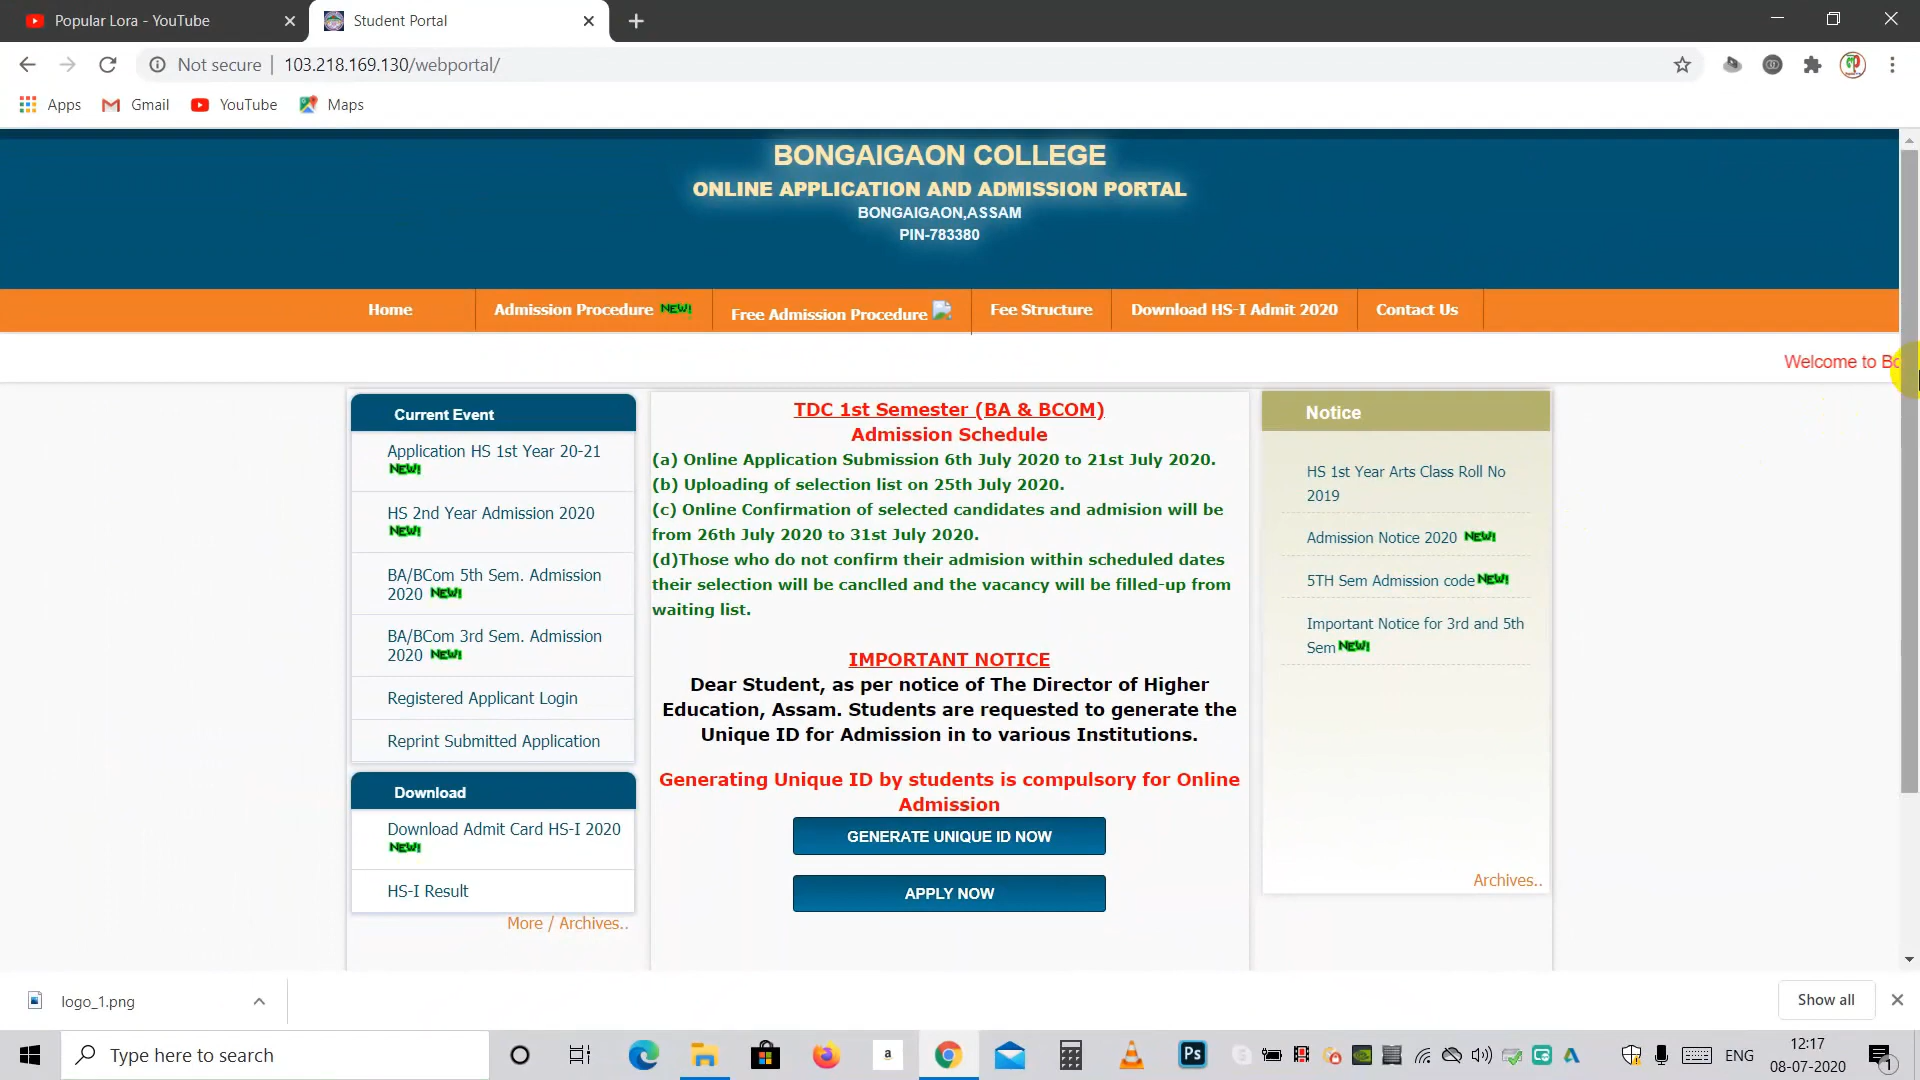 Popular Lora - YouTube
Student Portal
Not secure
103.218.169.130/webportal/
Apps
Gmail
YouTube
Maps
BONGAIGAON COLLEGE
ONLINE APPLICATION AND ADMISSION PORTAL
BONGAIGAON,ASSAM
PIN-783380
Home
Admission Procedure NEW!
Free Admission Procedure
Fee Structure
Download HS-I Admit 2020
Contact Us
Welcome to Bo
Current Event
Application HS 1st Year 20-21
NEW!
HS 2nd Year Admission 2020
NEW!
BA/BCom 5th Sem. Admission
2020 NEW!
BA/BCom 3rd Sem. Admission
2020 NEW!
Registered Applicant Login
Reprint Submitted Application
Download
Download Admit Card HS-I 2020
NEW!
HS-I Result
More / Archives..
TDC 1st Semester (BA & BCOM)
Admission Schedule
(a) Online Application Submission 6th July 2020 to 21st July 2020.
(b) Uploading of selection list on 25th July 2020.
(c) Online Confirmation of selected candidates and admision will be
from 26th July 2020 to 31st July 2020.
(d)Those who do not confirm their admision within scheduled dates
their selection will be canclled and the vacancy will be filled-up from
waiting list.
IMPORTANT NOTICE
Dear Student, as per notice of The Director of Higher
Education, Assam. Students are requested to generate the
Unique ID for Admission in to various Institutions.
Generating Unique ID by students is compulsory for Online
Admission
GENERATE UNIQUE ID NOW
APPLY NOW
Notice
HS 1st Year Arts Class Roll No
2019
Admission Notice 2020 NEW!
5TH Sem Admission code NEW!
Important Notice for 3rd and 5th
Sem NEW!
Archives..
logo_1.png
Show all
Type here to search
a
Ps
ENG
12:17
08-07-2020
1